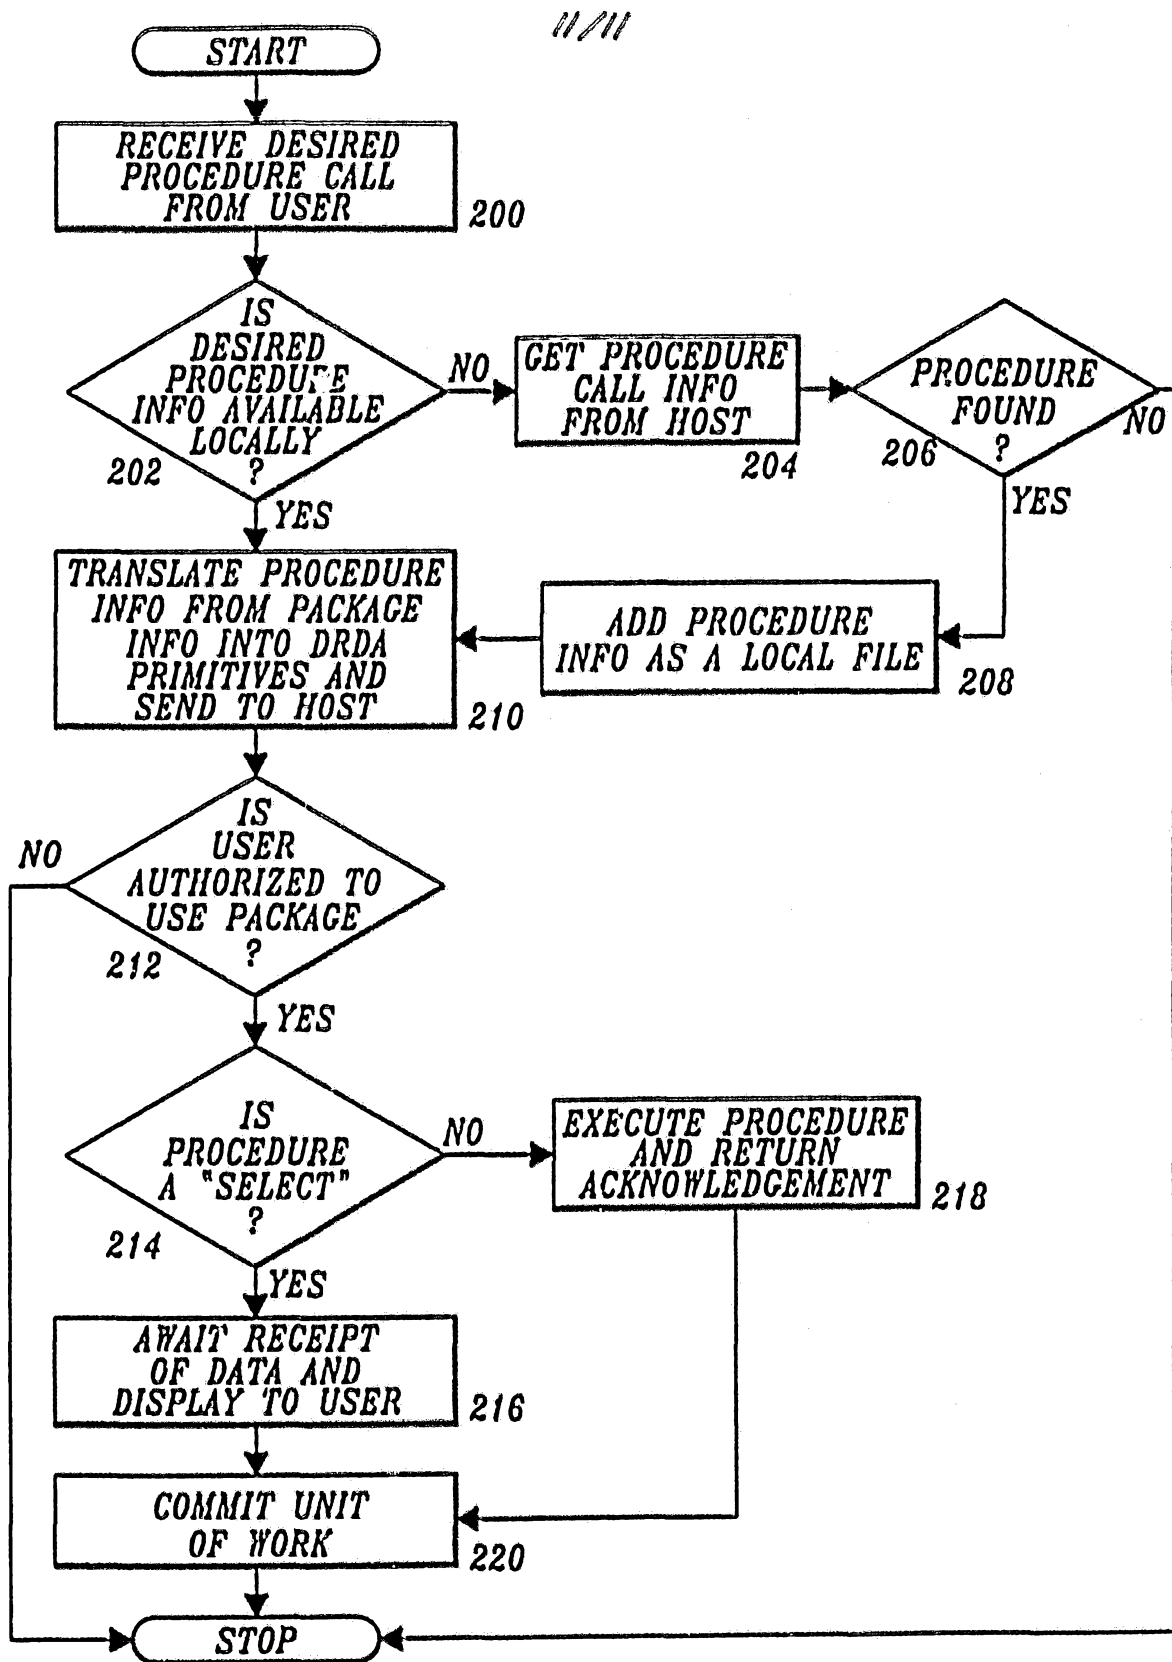 11/11
START
RECEIVE DESIRED
PROCEDURE CALL
FROM USER
200
IS
DESIRED
PROCEDURE
INFO AVAILABLE
LOCALLY
?
202
NO
GET PROCEDURE
CALL INFO
FROM HOST
204
PROCEDURE
FOUND
?
206
NO
YES
YES
TRANSLATE PROCEDURE
INFO FROM PACKAGE
INFO INTO DRDA
PRIMITIVES AND
SEND TO HOST
210
ADD PROCEDURE
INFO AS A LOCAL FILE
208
IS
USER
AUTHORIZED TO
USE PACKAGE
?
212
NO
YES
IS
PROCEDURE
A "SELECT"
?
214
NO
EXECUTE PROCEDURE
AND RETURN
ACKNOWLEDGEMENT
218
YES
AWAIT RECEIPT
OF DATA AND
DISPLAY TO USER
216
COMMIT UNIT
OF WORK
220
STOP